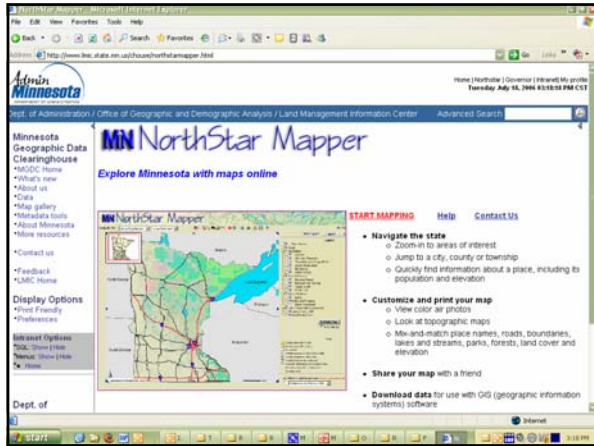 NorthStar Mapper - Microsoft Internet Explorer
File Edit View Favorites Tools Help
Back Search Favorites
Address http://www.lmic.state.mn.us/chouse/northstarmapper.html Go Links
Admin
Minnesota
Home | Northstar | Governor | Intranet| My profile
Tuesday July 18, 2006 03:18:18 PM CST
Dept. of Administration / Office of Geographic and Demographic Analysis / Land Management Information Center Advanced Search
Minnesota
Geographic Data
Clearinghouse
MGDC Home
What's new
About us
Data
Map gallery
Metadata tools
About Minnesota
More resources
Contact us
Feedback
LMIC Home
Display Options
Print Friendly
Preferences
Intranet Options
SQL: Show | Hide
Menus: Show | Hide
Home
Dept. of
MN NorthStar Mapper
Explore Minnesota with maps online
MN NorthStar Mapper
START MAPPING Help Contact Us
• Navigate the state
o Zoom-in to areas of interest
o Jump to a city, county or township
o Quickly find information about a place, including its
population and elevation
• Customize and print your map
o View color air photos
o Look at topographic maps
o Mix-and-match place names, roads, boundaries,
lakes and streams, parks, forests, land cover and
elevation
• Share your map with a friend
• Download data for use with GIS (geographic information
systems) software
Internet
start
3:18 PM